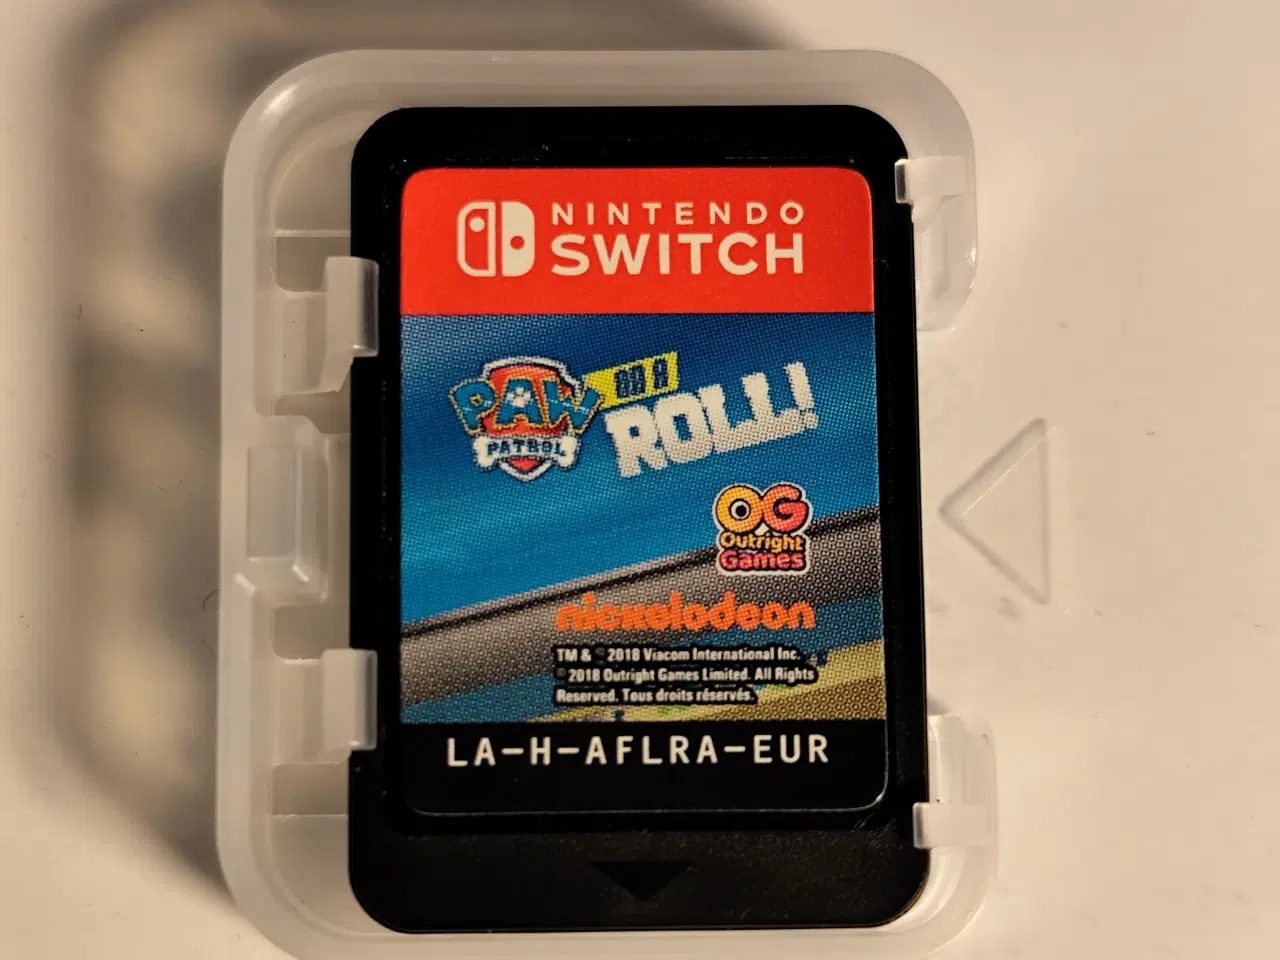 NINTENDO
SWITCH
PAW
PATROL
ON A
ROLL!
OG
Outright
Games
nickelodeon
TM & © 2018 Viacom International Inc.
© 2018 Outright Games Limited. All Rights
Reserved. Tous droits réservés.
LA-H-AFLRA-EUR